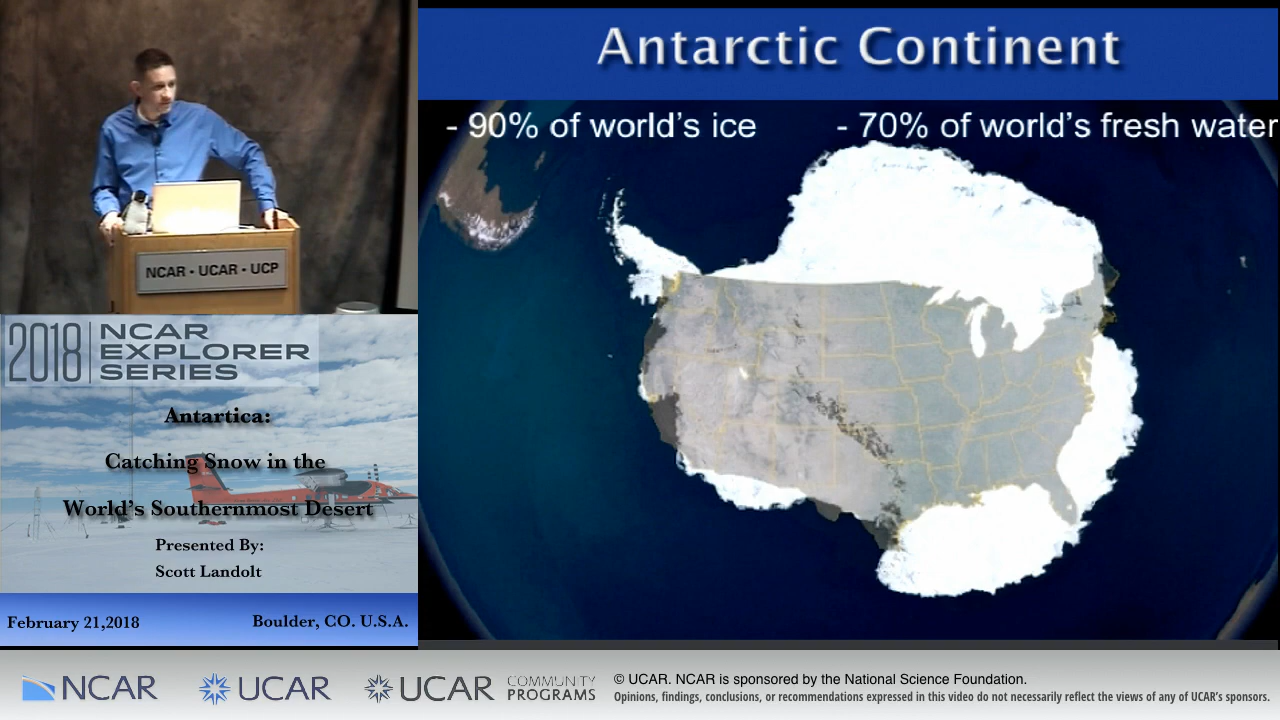 Antarctic Continent
- 90% of world's ice
- 70% of world's fresh water
NCAR • UCAR • UCP
2018 NCAR
EXPLORER
SERIES
Antartica:
Catching Snow in the
World's Southernmost Desert
Presented By:
Scott Landolt
February 21,2018
Boulder, CO. U.S.A.
NCAR
UCAR
UCAR
COMMUNITY
PROGRAMS
© UCAR. NCAR is sponsored by the National Science Foundation.
Opinions, findings, conclusions, or recommendations expressed in this video do not necessarily reflect the views of any of UCAR's sponsors.